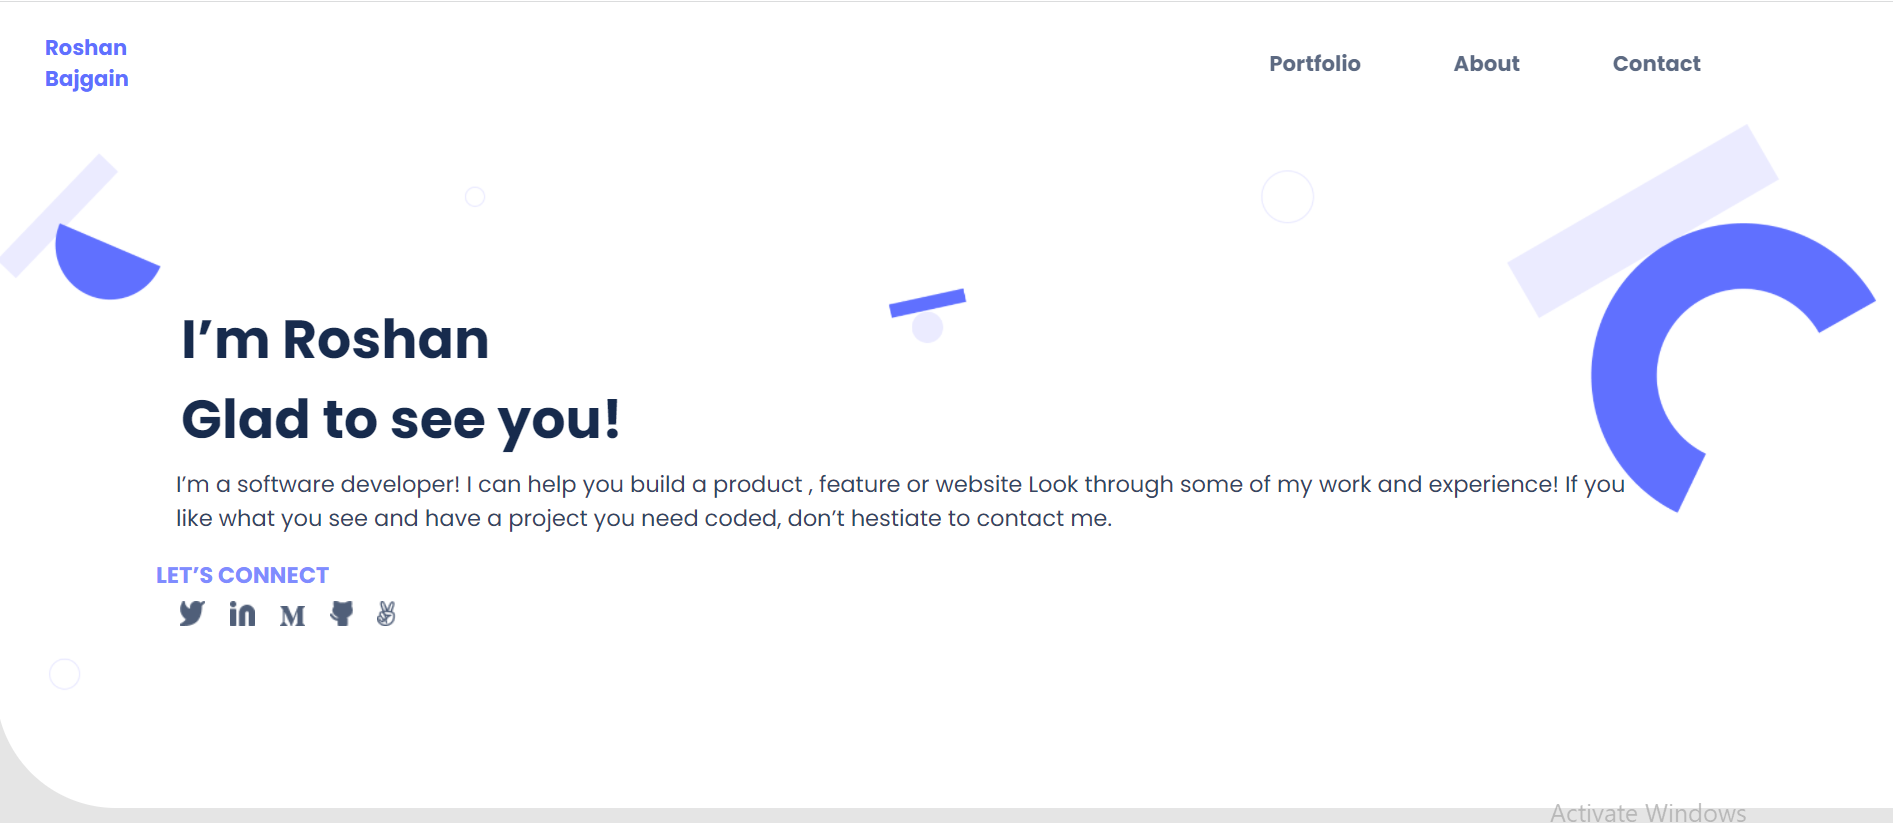 Roshan
Bajgain
Portfolio
About
Contact
I’m Roshan
Glad to see you!
I’m a software developer! I can help you build a product , feature or website Look through some of my work and experience! If you
like what you see and have a project you need coded, don’t hestiate to contact me.
LET’S CONNECT
Activate Windows